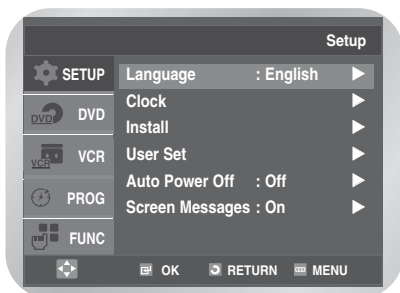 Setup
SETUP
Language : English
DVD DVD
Clock
Install
VCR VCR
User Set
Auto Power Off : Off
PROG
Screen Messages : On
FUNC
OK RETURN MENU